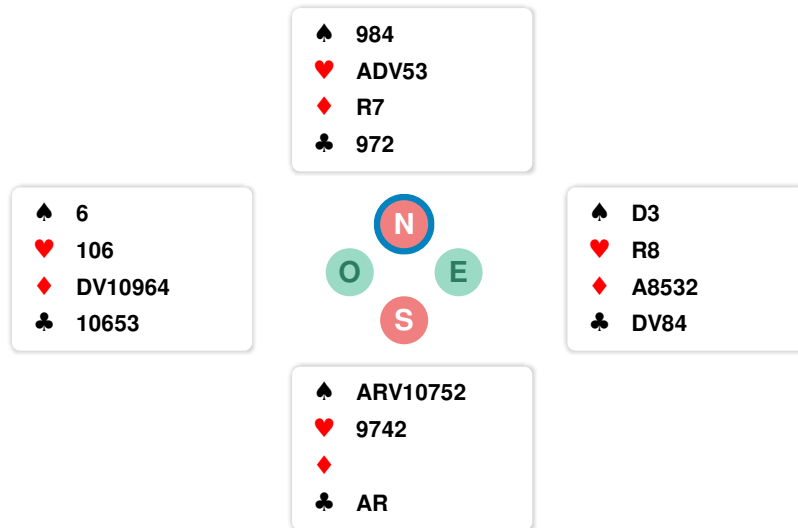 ♠ 984
♥ ADV53
♦ R7
♣ 972
♠ 6
♥ 106
♦ DV10964
♣ 10653
N
O E
S
♠ D3
♥ R8
♦ A8532
♣ DV84
♠ ARV10752
♥ 9742
♦
♣ AR